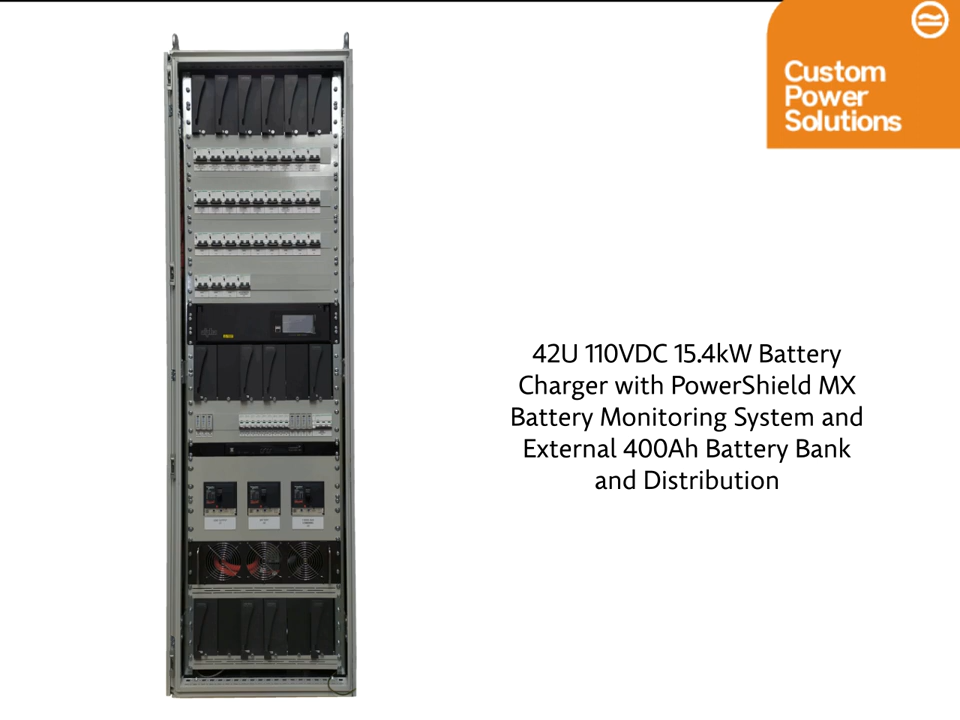 Custom
Power
Solutions
42U 110VDC 15.4kW Battery
Charger with PowerShield MX
Battery Monitoring System and
External 400Ah Battery Bank
and Distribution